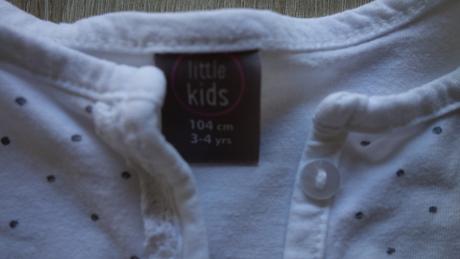 little
kids
104 cm
3-4 yrs